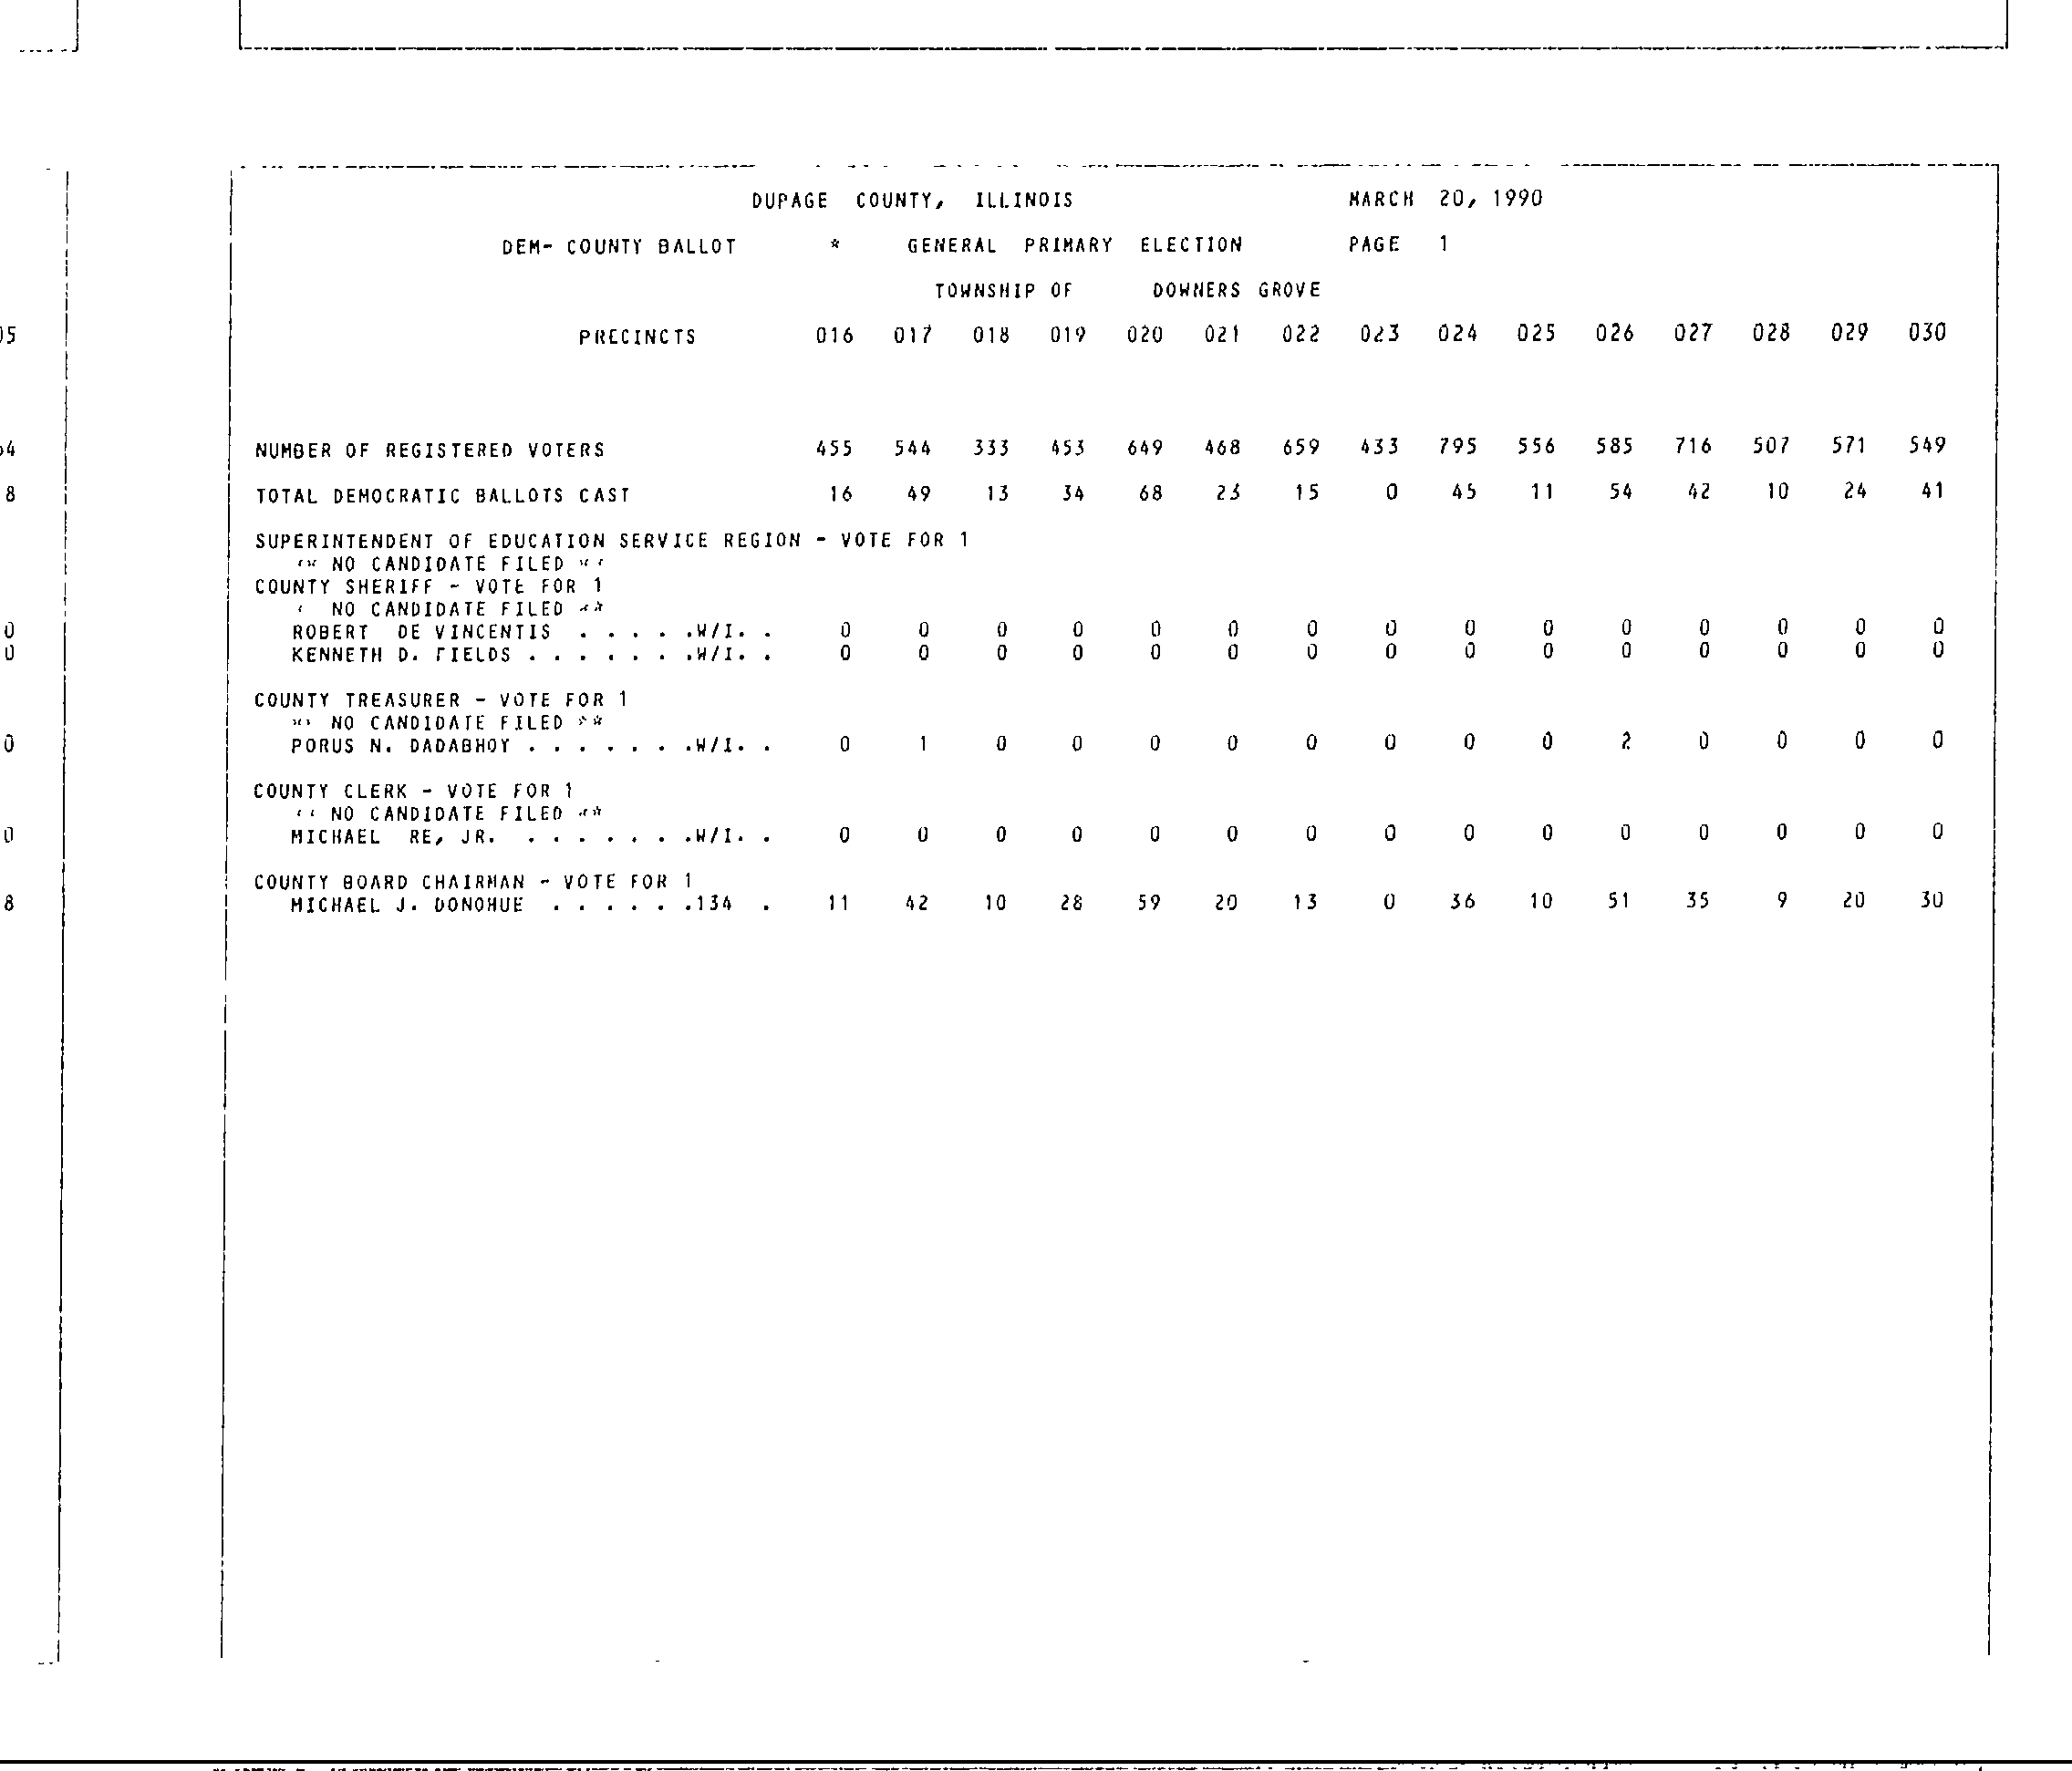 DUPAGE COUNTY, ILLINOIS MARCH 20, 1990
DEM- COUNTY BALLOT * GENERAL PRIMARY ELECTION PAGE 1
TOWNSHIP OF DOWNERS GROVE
PRECINCTS 016 017 018 019 020 021 022 023 024 025 026 027 028 029 030
NUMBER OF REGISTERED VOTERS 455 544 333 453 649 468 659 433 795 556 585 716 507 571 549
8 TOTAL DEMOCRATIC BALLOTS CAST 16 49 13 34 68 23 15 0 45 11 54 42 10 24 41
SUPERINTENDENT OF EDUCATION SERVICE REGION - VOTE FOR 1
** NO CANDIDATE FILED **
COUNTY SHERIFF - VOTE FOR 1
* NO CANDIDATE FILED **
0 ROBERT DE VINCENTIS . . . . .W/I. . 0 0 0 0 0 0 0 0 0 0 0 0 0 0 0
0 KENNETH D. FIELDS . . . . . . .W/I. . 0 0 0 0 0 0 0 0 0 0 0 0 0 0 0
COUNTY TREASURER - VOTE FOR 1
** NO CANDIDATE FILED **
0 PORUS N. DADABHOY . . . . . . .W/I. . 0 1 0 0 0 0 0 0 0 0 2 0 0 0 0
COUNTY CLERK - VOTE FOR 1
** NO CANDIDATE FILED **
0 MICHAEL RE, JR. . . . . . . .W/I. . 0 0 0 0 0 0 0 0 0 0 0 0 0 0 0
COUNTY BOARD CHAIRMAN - VOTE FOR 1
8 MICHAEL J. DONOHUE . . . . . .134 . 11 42 10 28 59 20 13 0 36 10 51 35 9 20 30